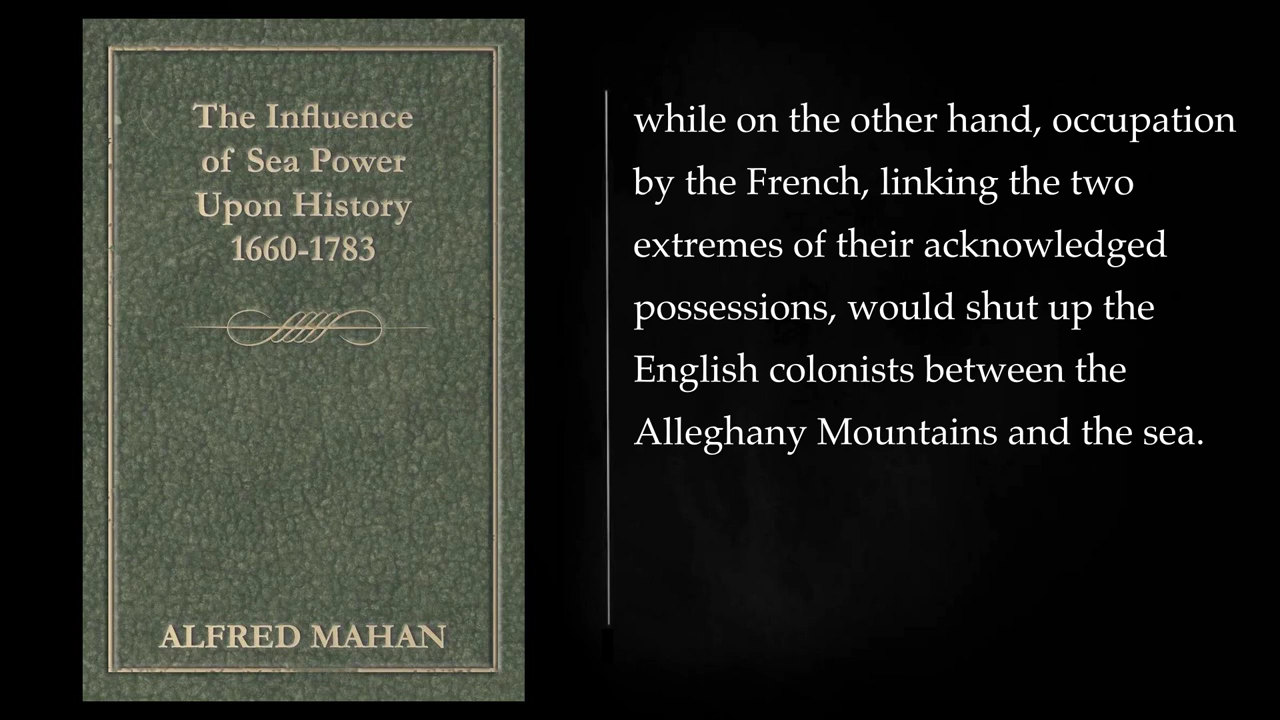 The Influence
of Sea Power
Upon History
1660-1783
ALFRED MAHAN
while on the other hand, occupation
by the French, linking the two
extremes of their acknowledged
possessions, would shut up the
English colonists between the
Alleghany Mountains and the sea.